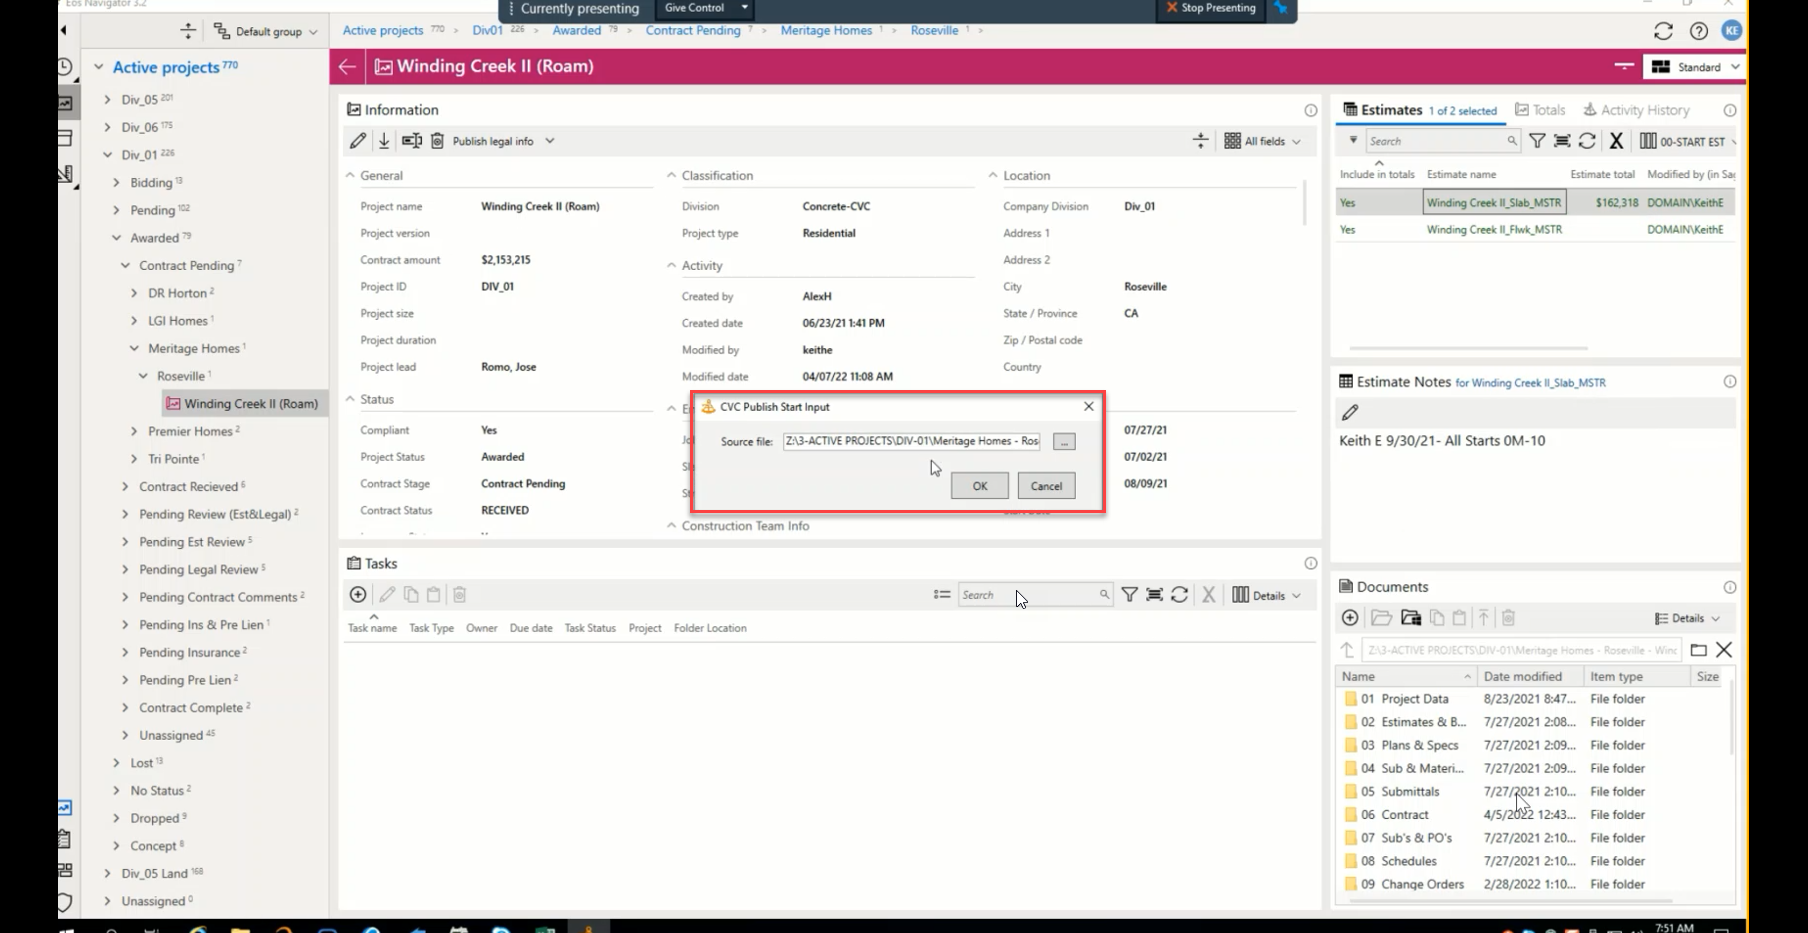 Eos Navigator 3.2
Currently presenting
Give Control
Stop Presenting
Default group
Active projects 770 > Div01 226 > Awarded 79 > Contract Pending 7 > Meritage Homes 1 > Roseville 1 >
KE
Winding Creek II (Roam)
Standard
Active projects 770
Div_05 201
Div_06 175
Div_01 226
Bidding 13
Pending 102
Awarded 79
Contract Pending 7
DR Horton 2
LGI Homes 1
Meritage Homes 1
Roseville 1
Winding Creek II (Roam)
Premier Homes 2
Tri Pointe 1
Contract Recieved 6
Pending Review (Est&Legal) 2
Pending Est Review 5
Pending Legal Review 5
Pending Contract Comments 2
Pending Ins & Pre Lien 1
Pending Insurance 2
Pending Pre Lien 2
Contract Complete 2
Unassigned 45
Lost 13
No Status 2
Dropped 9
Concept 8
Div_05 Land 168
Unassigned 0
Information
Publish legal info
All fields
General
Project name Winding Creek II (Roam)
Project version
Contract amount $2,153,215
Project ID DIV_01
Project size
Project duration
Project lead Romo, Jose
Status
Compliant Yes
Project Status Awarded
Contract Stage Contract Pending
Contract Status RECEIVED
Classification
Division Concrete-CVC
Project type Residential
Activity
Created by AlexH
Created date 06/23/21 1:41 PM
Modified by keithe
Modified date 04/07/22 11:08 AM
Construction Team Info
Location
Company Division Div_01
Address 1
Address 2
City Roseville
State / Province CA
Zip / Postal code
Country
07/27/21
07/02/21
08/09/21
CVC Publish Start Input
Source file: Z:\3-ACTIVE PROJECTS\DIV-01\Meritage Homes - Ros
...
OK
Cancel
Tasks
Search
Details
Task name Task Type Owner Due date Task Status Project Folder Location
Estimates 1 of 2 selected
Totals
Activity History
Search
00-START EST
Include in totals Estimate name Estimate total Modified by (in Sag
Yes Winding Creek II_Slab_MSTR $162,318 DOMAIN\KeithE
Yes Winding Creek II_Flwk_MSTR DOMAIN\KeithE
Estimate Notes for Winding Creek II_Slab_MSTR
Keith E 9/30/21- All Starts 0M-10
Documents
Details
Z:\3-ACTIVE PROJECTS\DIV-01\Meritage Homes - Roseville - Winc
Name Date modified Item type Size
01 Project Data 8/23/2021 8:47... File folder
02 Estimates & B... 7/27/2021 2:08... File folder
03 Plans & Specs 7/27/2021 2:09... File folder
04 Sub & Materi... 7/27/2021 2:09... File folder
05 Submittals 7/27/2021 2:10... File folder
06 Contract 4/5/2022 12:43... File folder
07 Sub's & PO's 7/27/2021 2:10... File folder
08 Schedules 7/27/2021 2:10... File folder
09 Change Orders 2/28/2022 1:10... File folder
7:51 AM